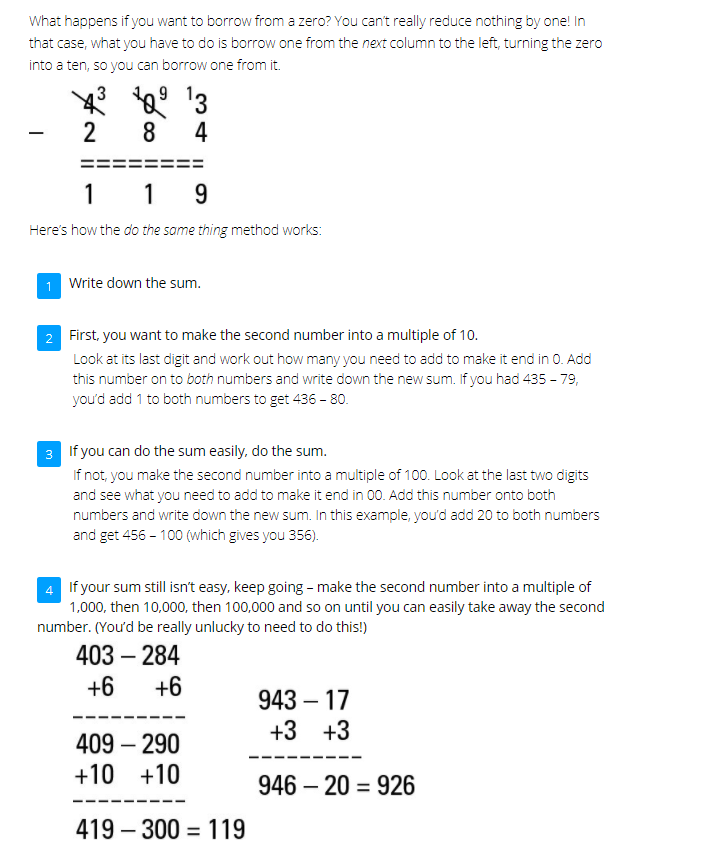 What happens if you want to borrow from a zero? You can't really reduce nothing by one! In
that case, what you have to do is borrow one from the next column to the left, turning the zero
into a ten, so you can borrow one from it.
4 3 1 0 9 1 3
– 2 8 4
========
1 1 9
Here's how the do the same thing method works:
1 Write down the sum.
2 First, you want to make the second number into a multiple of 10.
Look at its last digit and work out how many you need to add to make it end in 0. Add
this number on to both numbers and write down the new sum. If you had 435 – 79,
you'd add 1 to both numbers to get 436 – 80.
3 If you can do the sum easily, do the sum.
If not, you make the second number into a multiple of 100. Look at the last two digits
and see what you need to add to make it end in 00. Add this number onto both
numbers and write down the new sum. In this example, you'd add 20 to both numbers
and get 456 – 100 (which gives you 356).
4 If your sum still isn't easy, keep going – make the second number into a multiple of
1,000, then 10,000, then 100,000 and so on until you can easily take away the second
number. (You'd be really unlucky to need to do this!)
403 – 284
+6 +6
---------
409 – 290
+10 +10
---------
419 – 300 = 119
943 – 17
+3 +3
---------
946 – 20 = 926